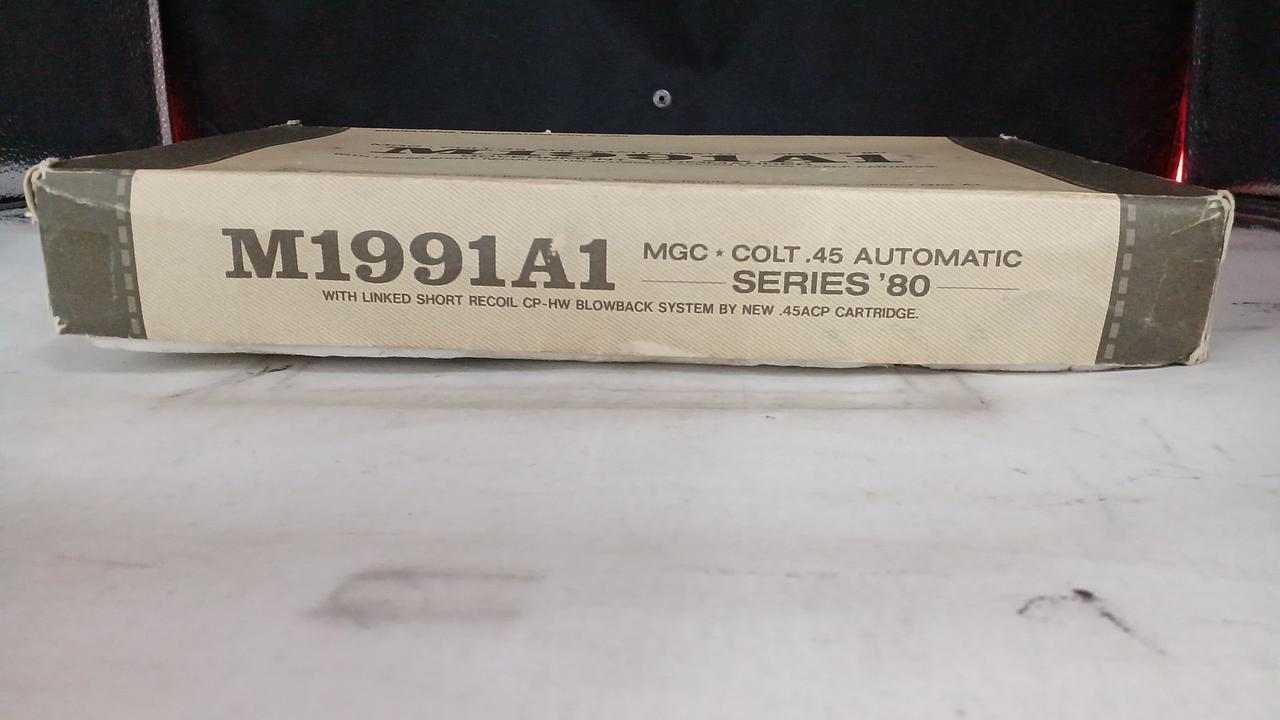 M1991A1
M1991A1
MGC ★ COLT .45 AUTOMATIC
SERIES '80
WITH LINKED SHORT RECOIL CP-HW BLOWBACK SYSTEM BY NEW .45ACP CARTRIDGE.